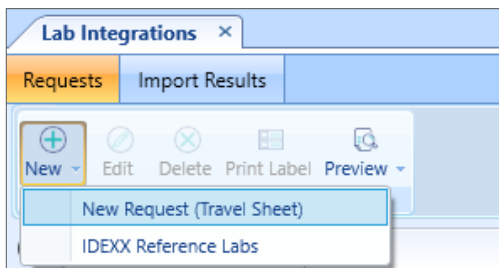 Lab Integrations ×
Requests Import Results
New Edit Delete Print Label Preview
New Request (Travel Sheet)
IDEXX Reference Labs